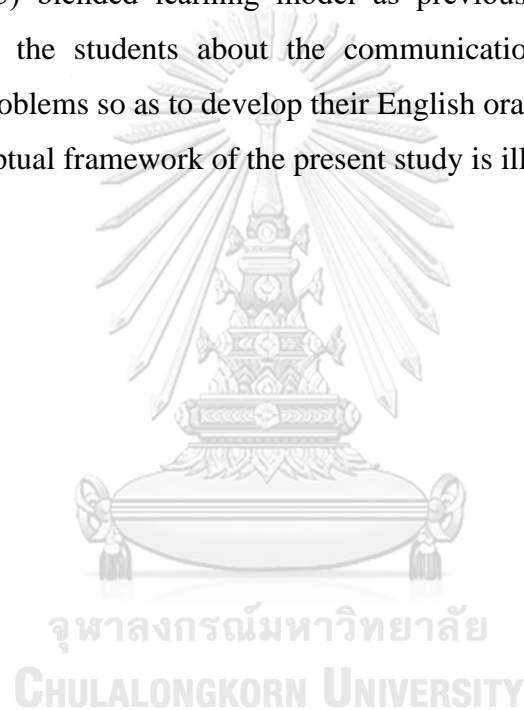 5) blended learning model as previous
the students about the communication
oblems so as to develop their English ora
ptual framework of the present study is ill
จุฬาลงกรณ์มหาวิทยาลัย
CHULALONGKORN UNIVERSITY